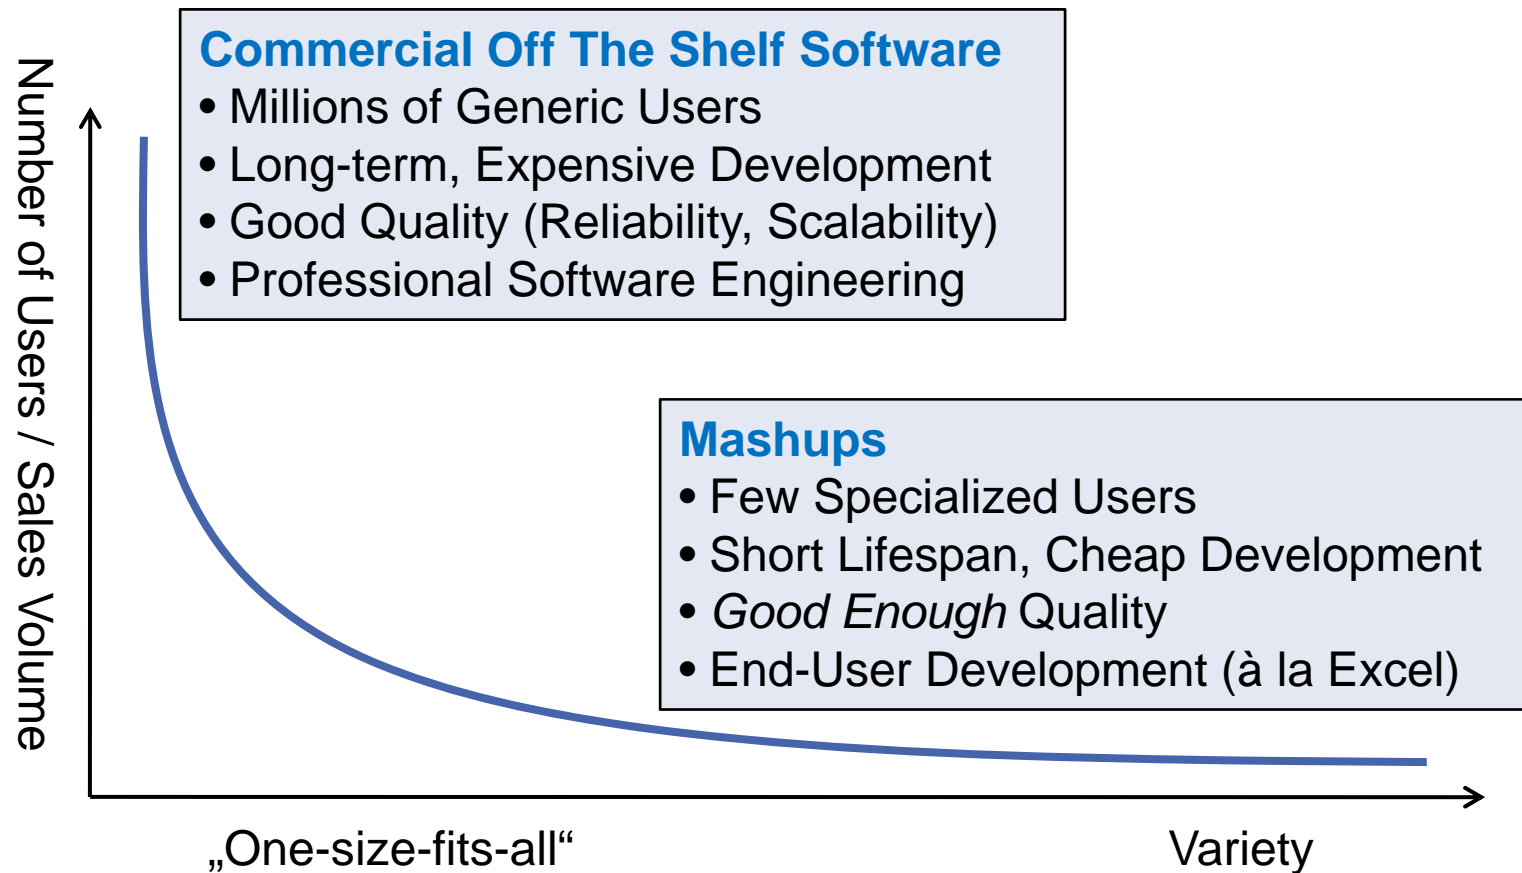 Number of Users / Sales Volume
Commercial Off The Shelf Software
• Millions of Generic Users
• Long-term, Expensive Development
• Good Quality (Reliability, Scalability)
• Professional Software Engineering
Mashups
• Few Specialized Users
• Short Lifespan, Cheap Development
• Good Enough Quality
• End-User Development (à la Excel)
„One-size-fits-all“
Variety